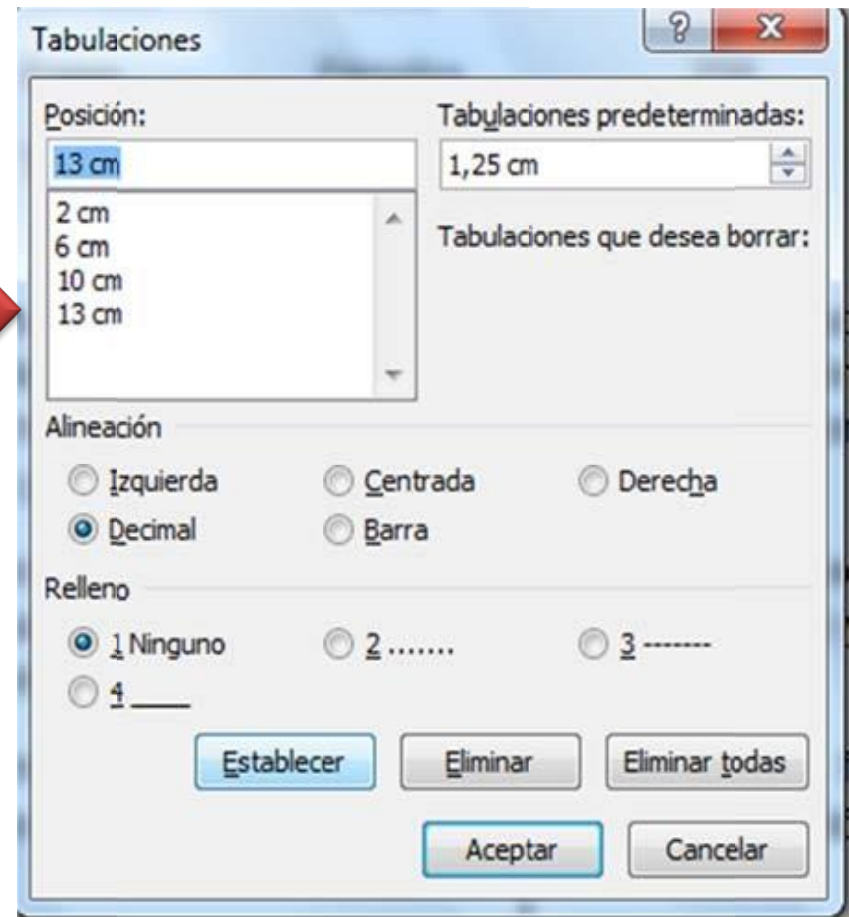 Tabulaciones
Posición:
Tabulaciones predeterminadas:
13 cm
1,25 cm
2 cm
6 cm
10 cm
13 cm
Tabulaciones que desea borrar:
Alineación
Izquierda
Centrada
Derecha
Decimal
Barra
Relleno
1 Ninguno
2 .......
3 -------
4 ____
Establecer
Eliminar
Eliminar todas
Aceptar
Cancelar